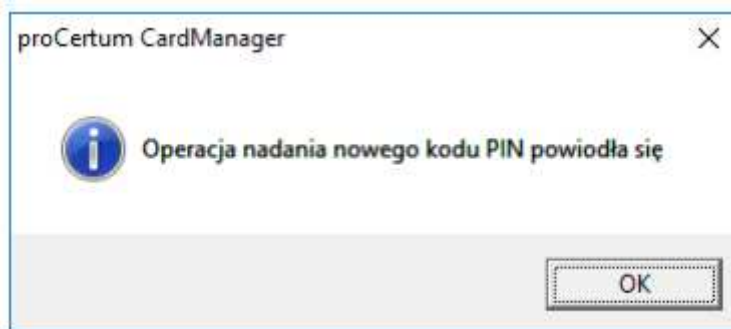 proCertum CardManager
Operacja nadania nowego kodu PIN powiodła się
OK